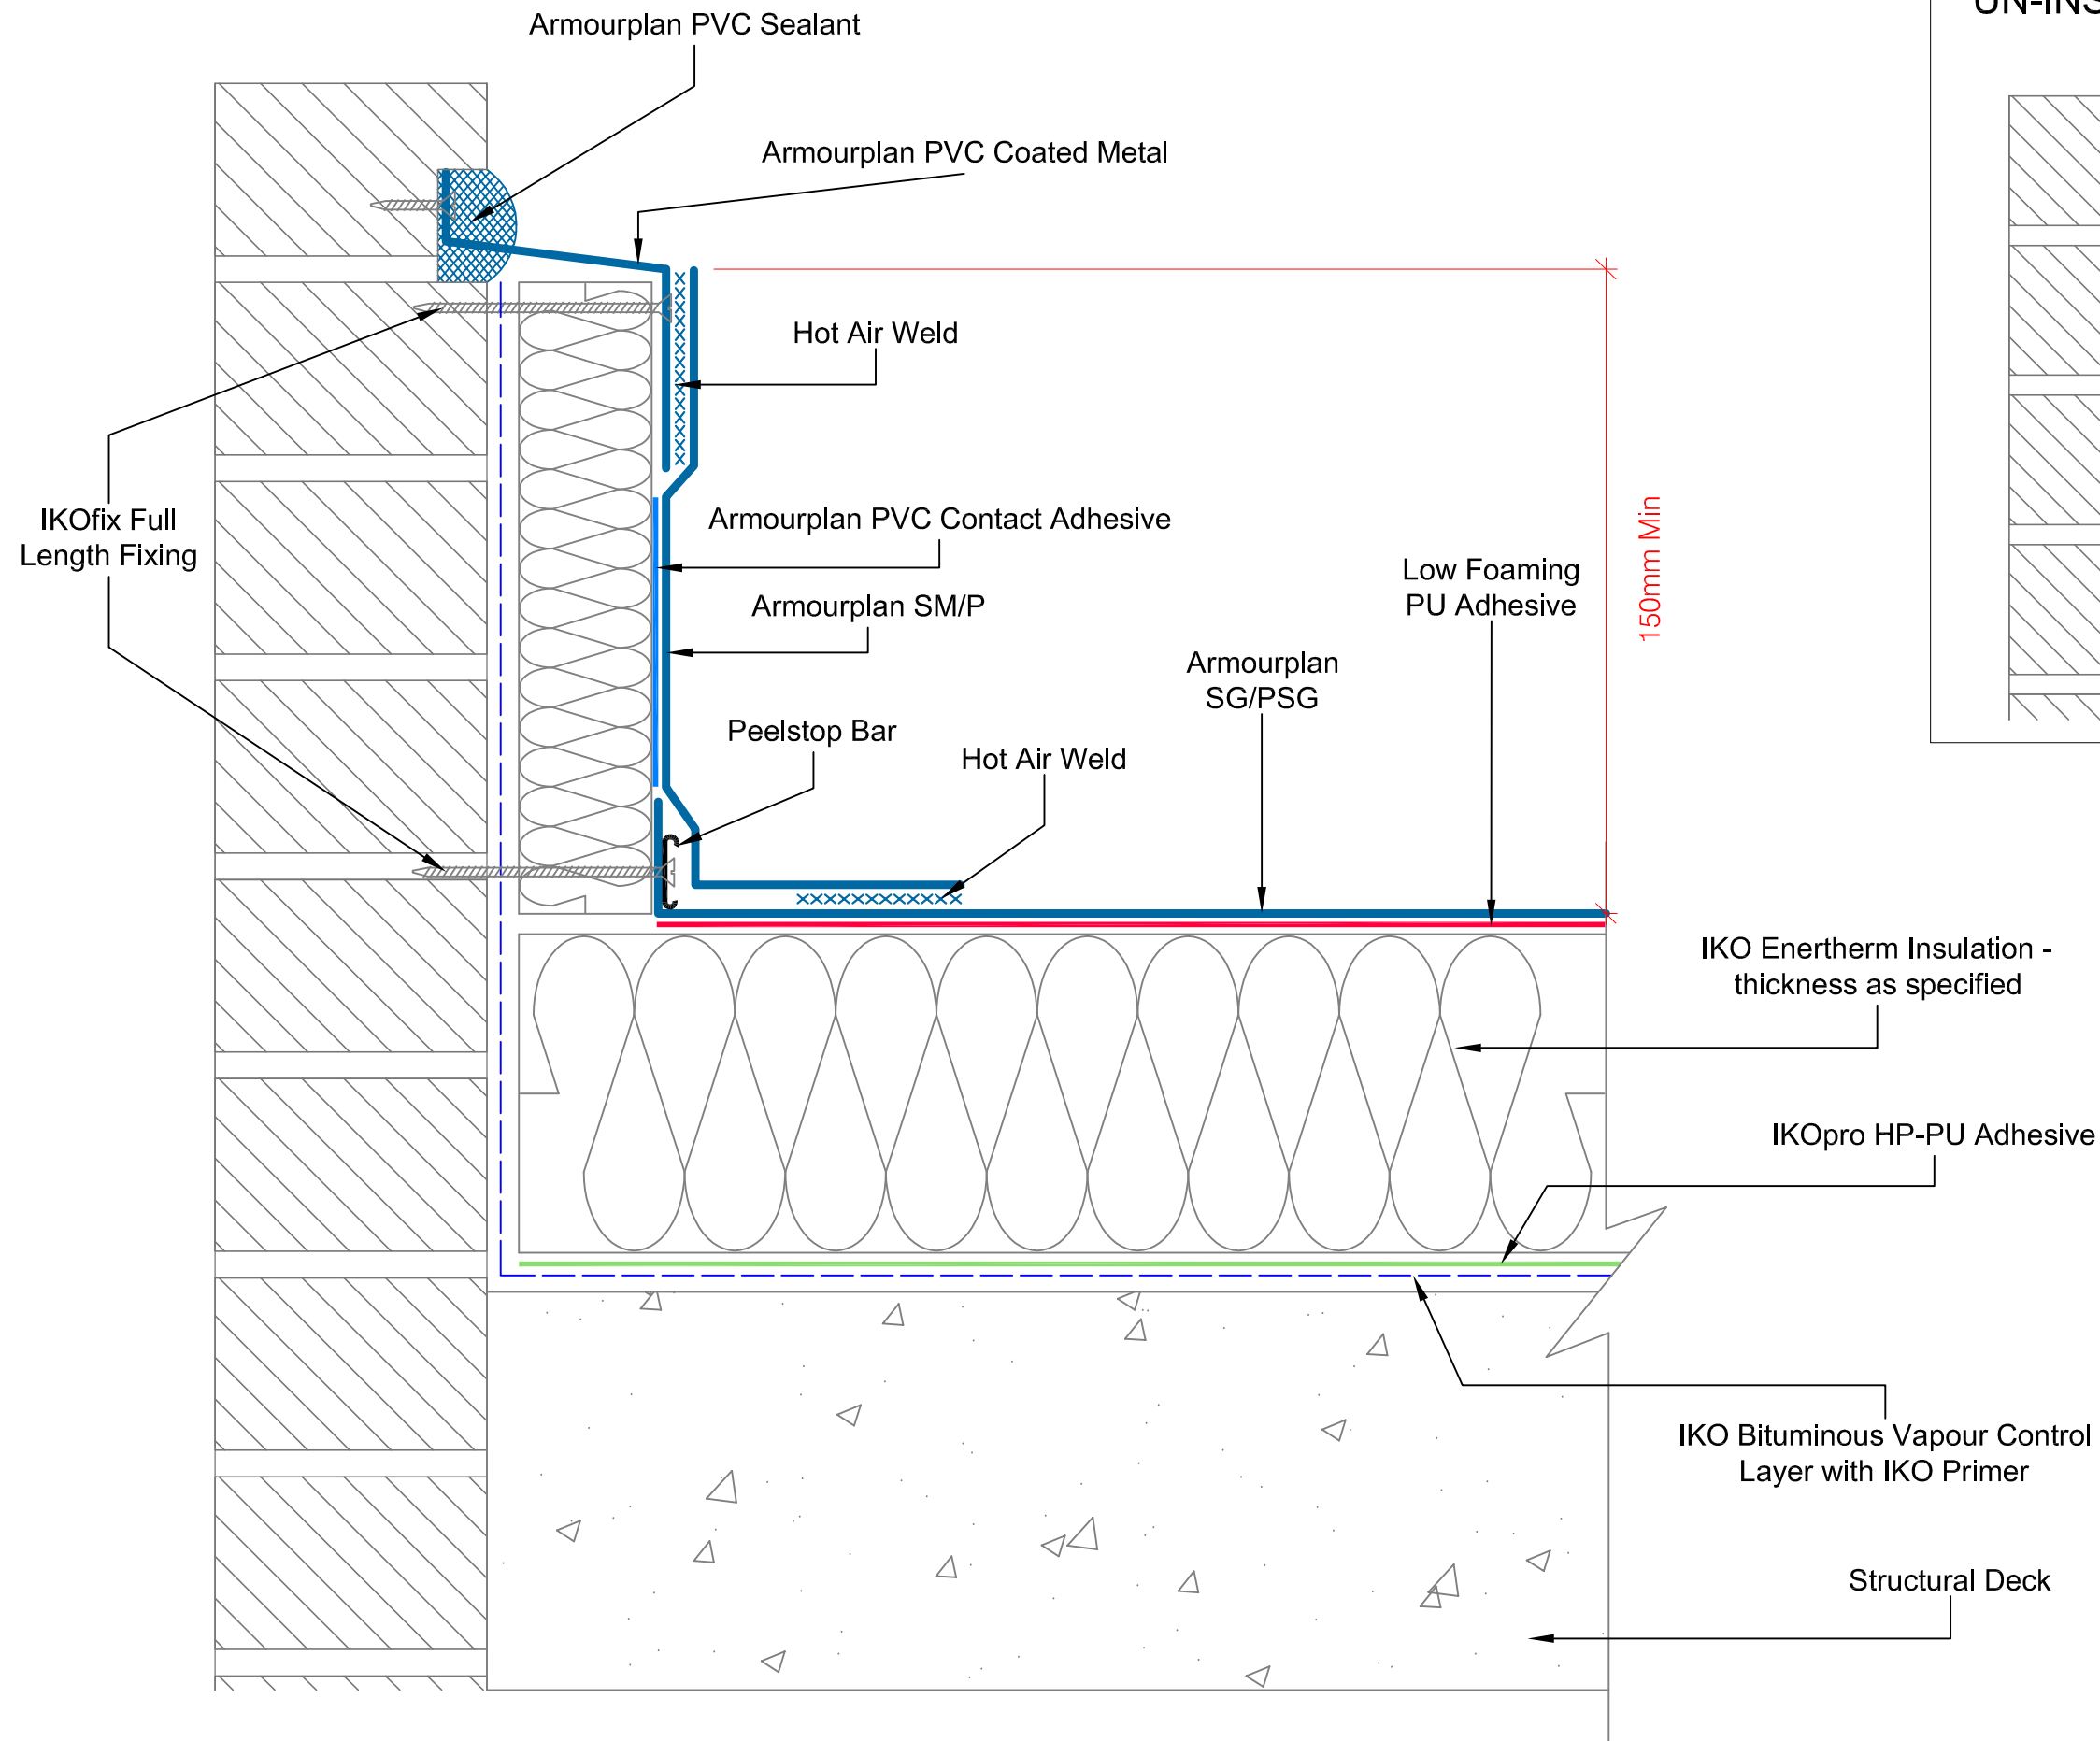 UN-INS
Armourplan PVC Sealant
Armourplan PVC Coated Metal
Hot Air Weld
IKOfix Full
Length Fixing
Armourplan PVC Contact Adhesive
150mm Min
Low Foaming
PU Adhesive
Armourplan SM/P
Armourplan
SG/PSG
Peelstop Bar
Hot Air Weld
IKO Enertherm Insulation -
thickness as specified
IKOpro HP-PU Adhesive
IKO Bituminous Vapour Control
Layer with IKO Primer
Structural Deck